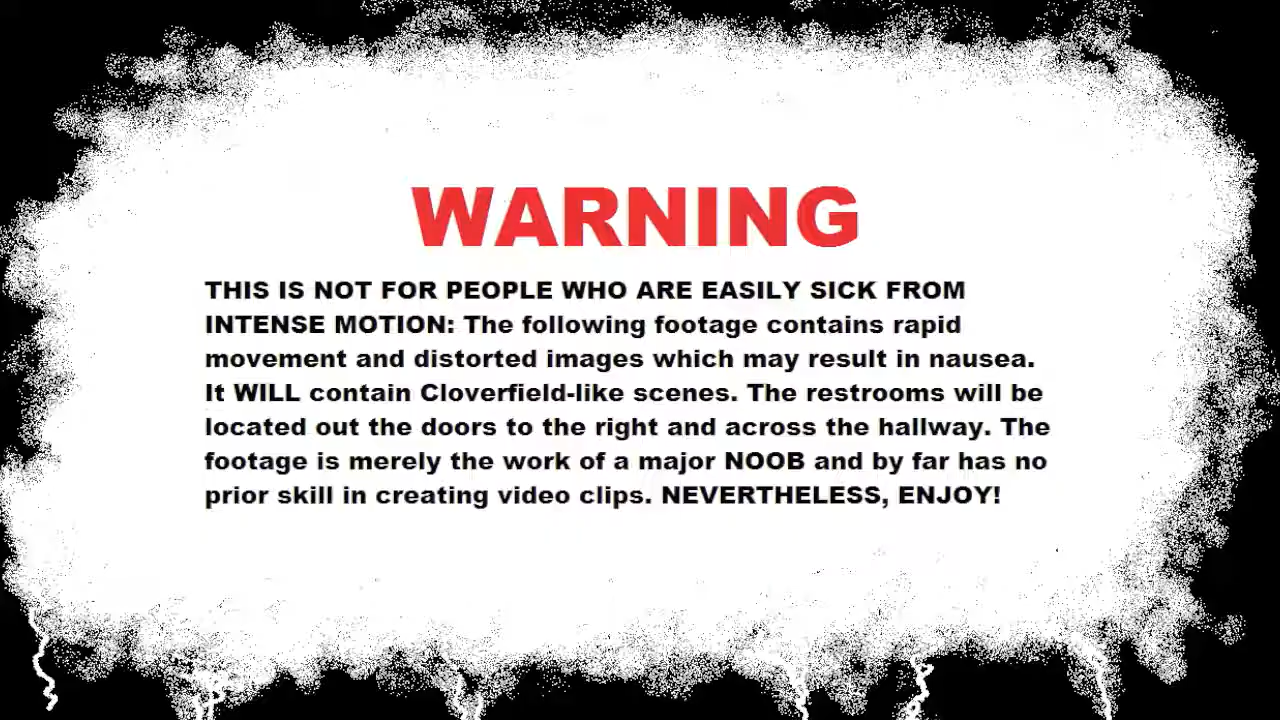 WARNING
THIS IS NOT FOR PEOPLE WHO ARE EASILY SICK FROM
INTENSE MOTION: The following footage contains rapid
movement and distorted images which may result in nausea.
It WILL contain Cloverfield-like scenes. The restrooms will be
located out the doors to the right and across the hallway. The
footage is merely the work of a major NOOB and by far has no
prior skill in creating video clips. NEVERTHELESS, ENJOY!